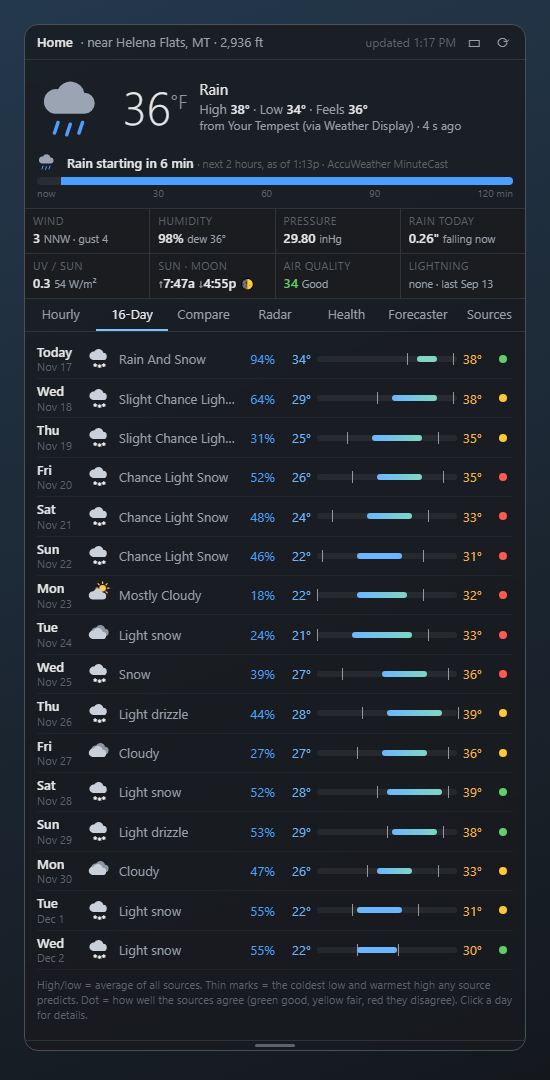 Home · near Helena Flats, MT · 2,936 ft updated 1:17 PM
36°F
Rain
High 38° · Low 34° · Feels 36°
from Your Tempest (via Weather Display) · 4 s ago
Rain starting in 6 min · next 2 hours, as of 1:13p · AccuWeather MinuteCast
now 30 60 90 120 min
WIND HUMIDITY PRESSURE RAIN TODAY
3 NNW · gust 4 98% dew 36° 29.80 inHg 0.26" falling now
UV / SUN SUN · MOON AIR QUALITY LIGHTNING
0.3 54 W/m² ↑7:47a ↓4:55p 34 Good none · last Sep 13
Hourly 16-Day Compare Radar Health Forecaster Sources
Today Nov 17 Rain And Snow 94% 34° 38°
Wed Nov 18 Slight Chance Ligh... 64% 29° 38°
Thu Nov 19 Slight Chance Ligh... 31% 25° 35°
Fri Nov 20 Chance Light Snow 52% 26° 35°
Sat Nov 21 Chance Light Snow 48% 24° 33°
Sun Nov 22 Chance Light Snow 46% 22° 31°
Mon Nov 23 Mostly Cloudy 18% 22° 32°
Tue Nov 24 Light snow 24% 21° 33°
Wed Nov 25 Snow 39% 27° 36°
Thu Nov 26 Light drizzle 44% 28° 39°
Fri Nov 27 Cloudy 27% 27° 36°
Sat Nov 28 Light snow 52% 28° 39°
Sun Nov 29 Light drizzle 53% 29° 38°
Mon Nov 30 Cloudy 47% 26° 33°
Tue Dec 1 Light snow 55% 22° 31°
Wed Dec 2 Light snow 55% 22° 30°
High/low = average of all sources. Thin marks = the coldest low and warmest high any source
predicts. Dot = how well the sources agree (green good, yellow fair, red they disagree). Click a day
for details.